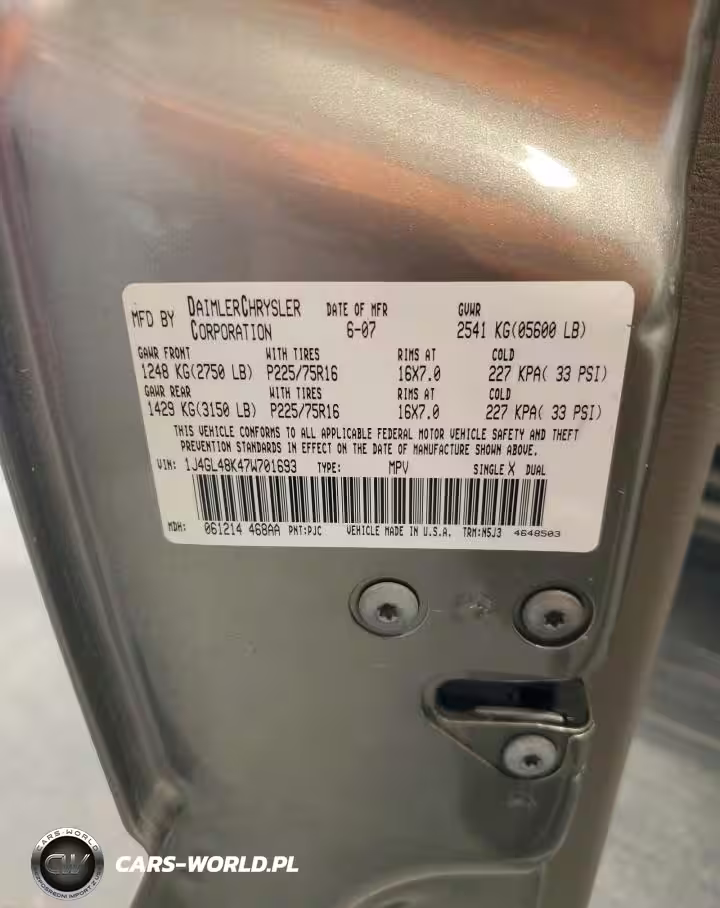 MFD BY DAIMLERCHRYSLER CORPORATION DATE OF MFR 6-07 GVWR 2541 KG(05600 LB)
GAWR FRONT WITH TIRES RIMS AT COLD
1248 KG(2750 LB) P225/75R16 16X7.0 227 KPA( 33 PSI)
GAWR REAR WITH TIRES RIMS AT COLD
1429 KG(3150 LB) P225/75R16 16X7.0 227 KPA( 33 PSI)
THIS VEHICLE CONFORMS TO ALL APPLICABLE FEDERAL MOTOR VEHICLE SAFETY AND THEFT
PREVENTION STANDARDS IN EFFECT ON THE DATE OF MANUFACTURE SHOWN ABOVE.
VIN: 1J4GL48K47W701693 TYPE: MPV SINGLE X DUAL
MDH: 061214 468AA PNT:PJC VEHICLE MADE IN U.S.A. TRM:N5J3 4648503
CARS-WORLD
CW
CARS-WORLD.PL